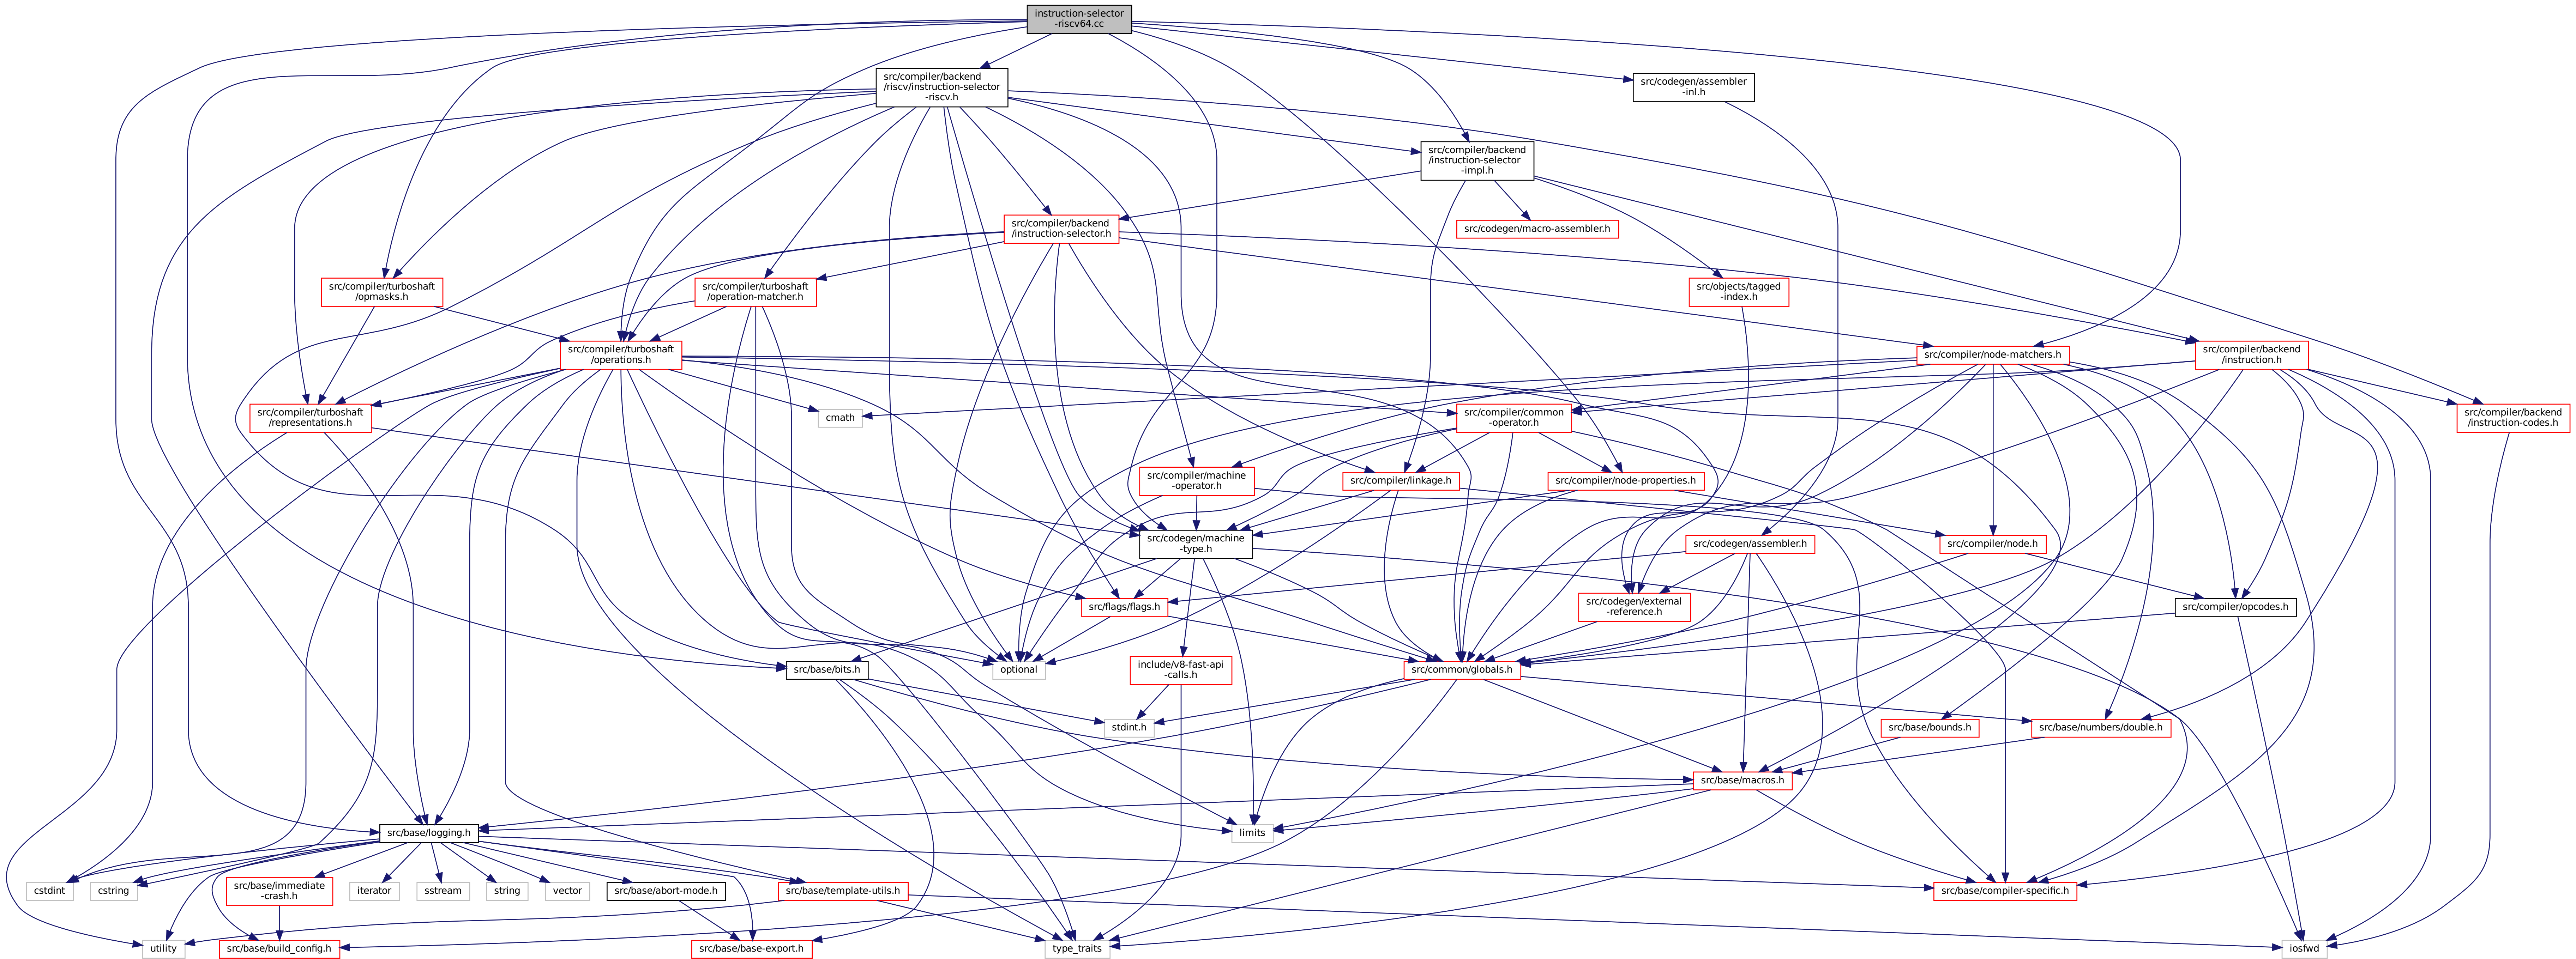 instruction-selector
-riscv64.cc
src/compiler/backend
/riscv/instruction-selector
-riscv.h
src/codegen/assembler
-inl.h
src/compiler/backend
/instruction-selector
-impl.h
src/compiler/backend
/instruction-selector.h
src/codegen/macro-assembler.h
src/compiler/turboshaft
/opmasks.h
src/compiler/turboshaft
/operation-matcher.h
src/objects/tagged
-index.h
src/compiler/turboshaft
/operations.h
src/compiler/node-matchers.h
src/compiler/backend
/instruction.h
src/compiler/turboshaft
/representations.h
cmath
src/compiler/common
-operator.h
src/compiler/backend
/instruction-codes.h
src/compiler/machine
-operator.h
src/compiler/linkage.h
src/compiler/node-properties.h
src/codegen/machine
-type.h
src/codegen/assembler.h
src/compiler/node.h
src/flags/flags.h
src/codegen/external
-reference.h
src/compiler/opcodes.h
src/base/bits.h
optional
include/v8-fast-api
-calls.h
src/common/globals.h
stdint.h
src/base/bounds.h
src/base/numbers/double.h
src/base/macros.h
src/base/logging.h
limits
cstdint
cstring
src/base/immediate
-crash.h
iterator
sstream
string
vector
src/base/abort-mode.h
src/base/template-utils.h
src/base/compiler-specific.h
utility
src/base/build_config.h
src/base/base-export.h
type_traits
iosfwd